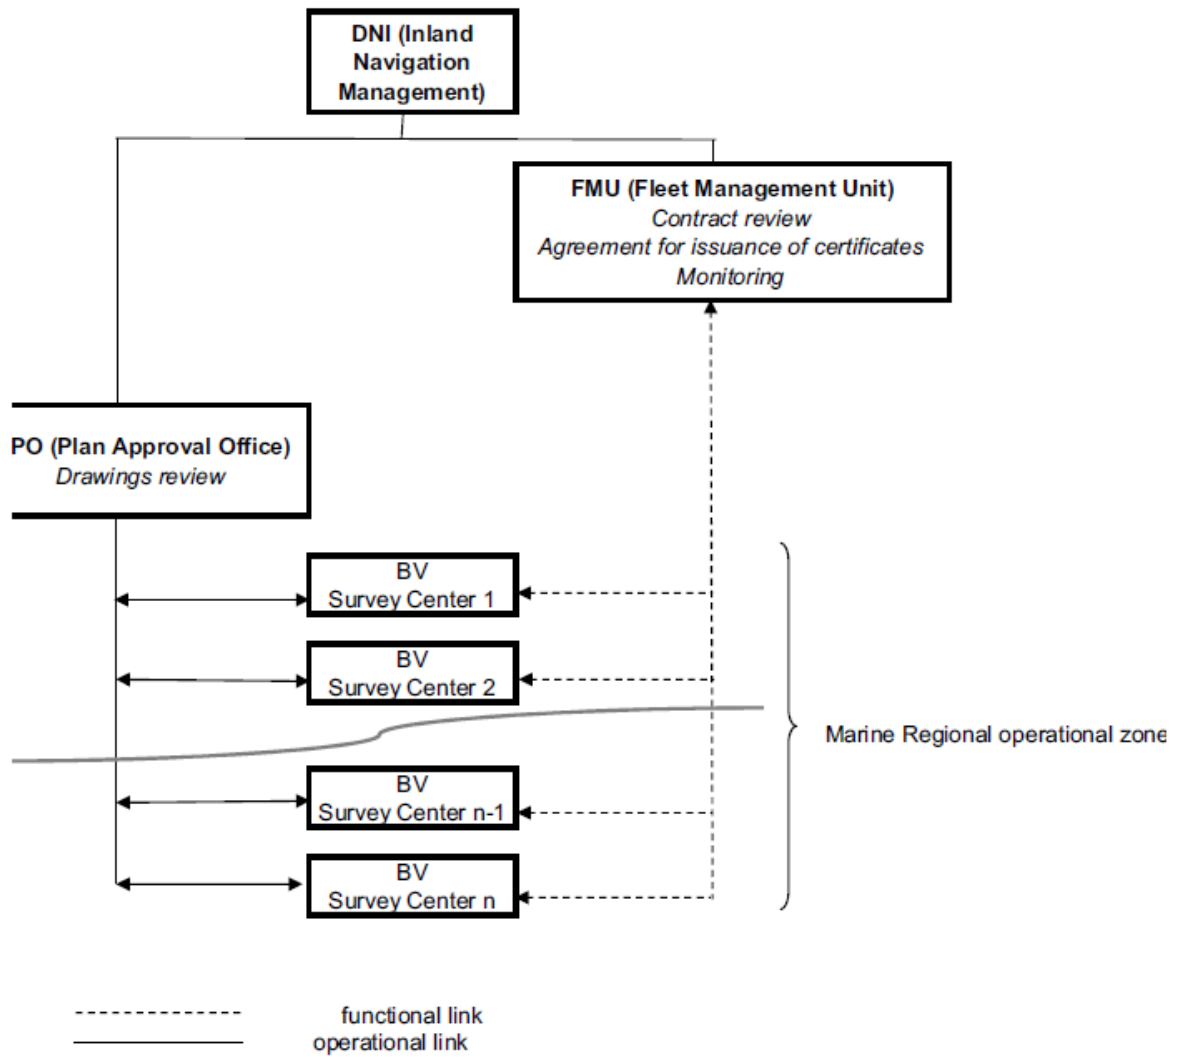 DNI (Inland
Navigation
Management)
FMU (Fleet Management Unit)
Contract review
Agreement for issuance of certificates
Monitoring
PO (Plan Approval Office)
Drawings review
BV
Survey Center 1
BV
Survey Center 2
Marine Regional operational zone
BV
Survey Center n-1
BV
Survey Center n
functional link
operational link